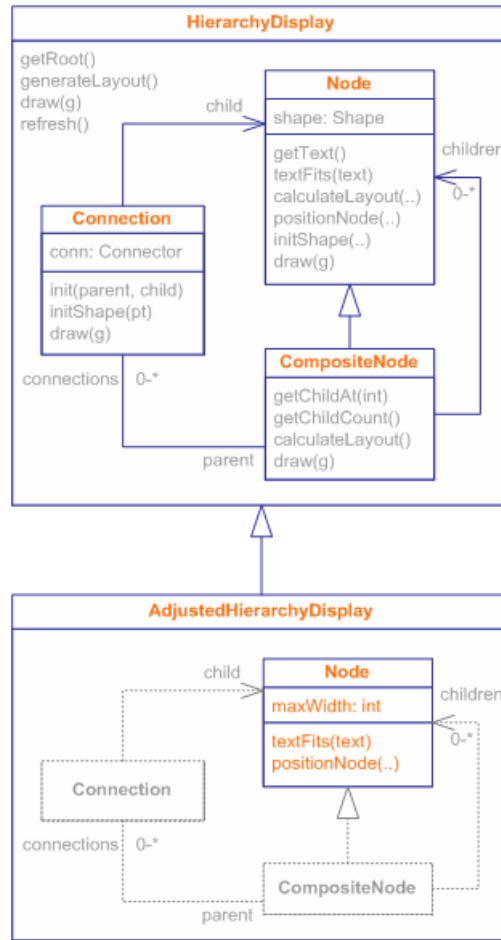 HierarchyDisplay
getRoot()
generateLayout()
draw(g)
refresh()
child
Node
shape: Shape
getText()
textFits(text)
calculateLayout(..)
positionNode(..)
initShape(..)
draw(g)
children
0-*
Connection
conn: Connector
init(parent, child)
initShape(pt)
draw(g)
connections 0-*
CompositeNode
getChildAt(int)
getChildCount()
calculateLayout()
draw(g)
parent
AdjustedHierarchyDisplay
child
Node
maxWidth: int
textFits(text)
positionNode(..)
children
0-*
Connection
connections 0-*
CompositeNode
parent